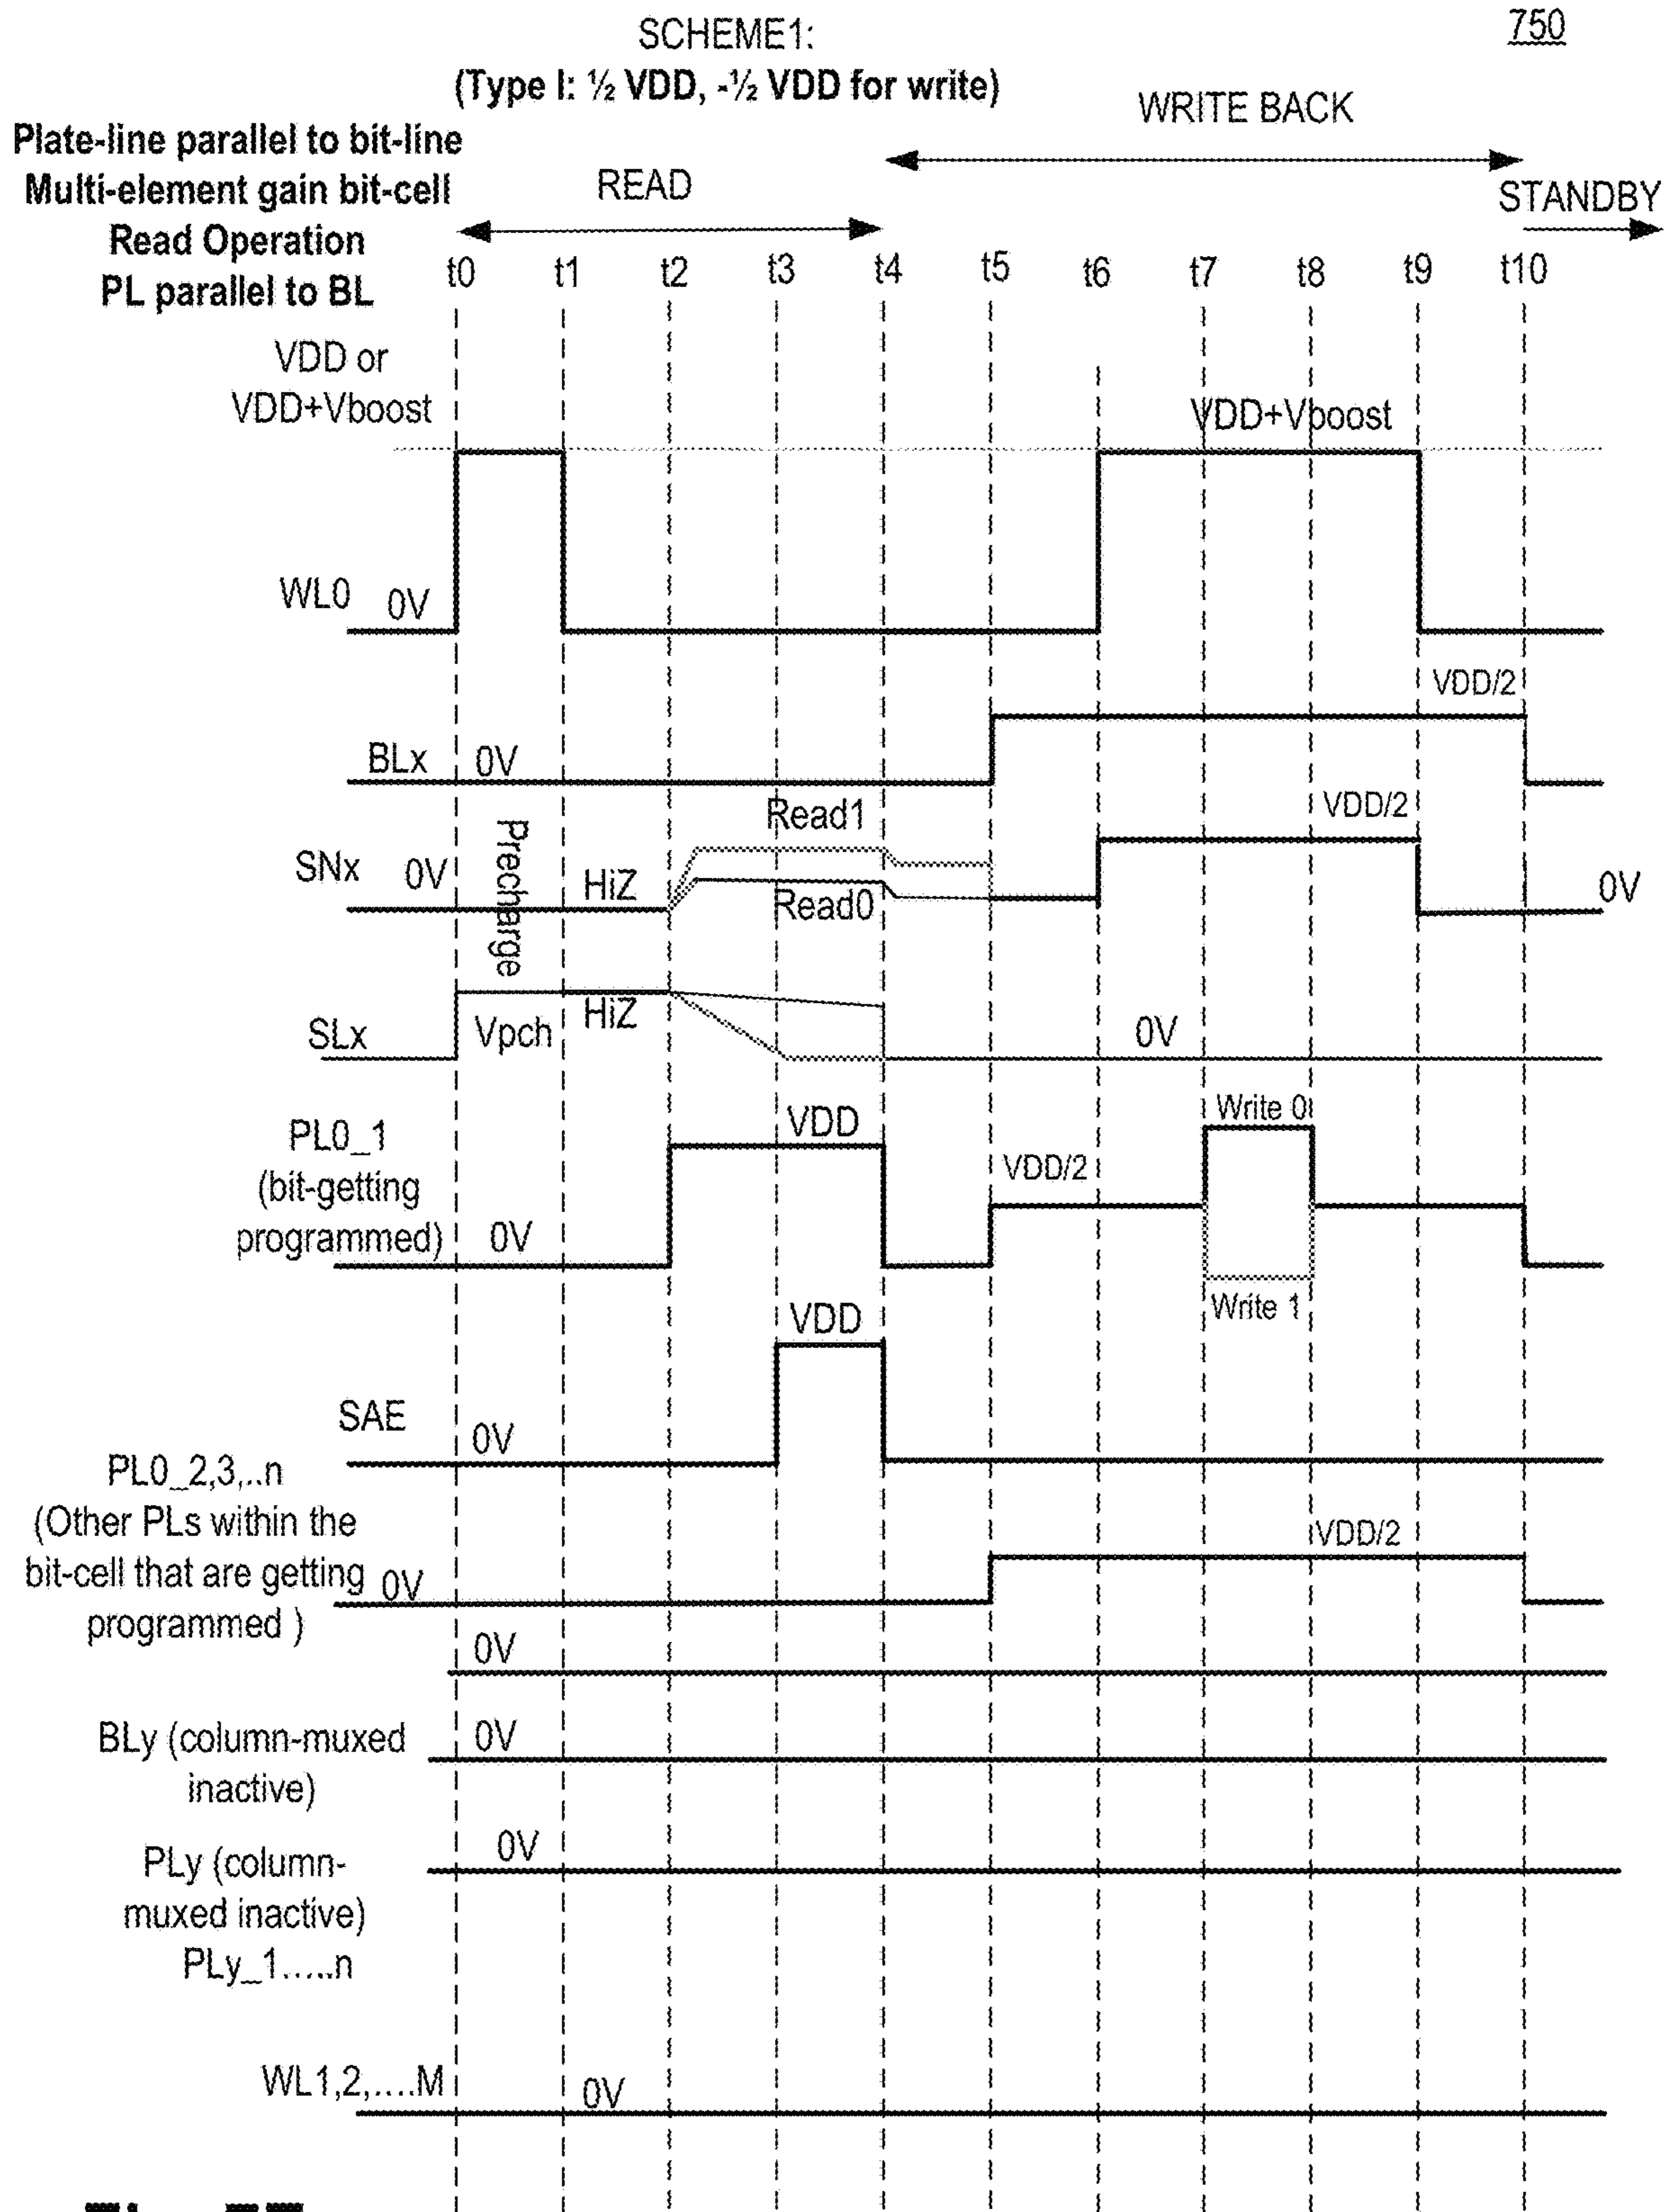 750
SCHEME1:
(Type I: ½ VDD, -½ VDD for write)
WRITE BACK
Plate-line parallel to bit-line
Multi-element gain bit-cell
Read Operation
PL parallel to BL
READ
STANDBY
t0 t1 t2 t3 t4 t5 t6 t7 t8 t9 t10
VDD or
VDD+Vboost
VDD+Vboost
WL0 0V
VDD/2
BLx 0V
Read1
VDD/2
SNx 0V
Precharge
HiZ
Read0
0V
SLx
Vpch
HiZ
0V
Write 0
PL0_1
(bit-getting
programmed)
0V
VDD
VDD/2
Write 1
VDD
SAE
0V
PL0_2,3,..n
(Other PLs within the
bit-cell that are getting
programmed )
0V
VDD/2
0V
BLy (column-muxed
inactive)
0V
PLy (column-
muxed inactive)
PLy_1.....n
0V
WL1,2,....M
0V